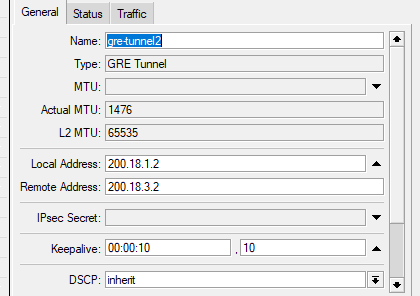 General Status Traffic
Name: gre-tunnel2
Type: GRE Tunnel
MTU:
Actual MTU: 1476
L2 MTU: 65535
Local Address: 200.18.1.2
Remote Address: 200.18.3.2
IPsec Secret:
Keepalive: 00:00:10 , 10
DSCP: inherit